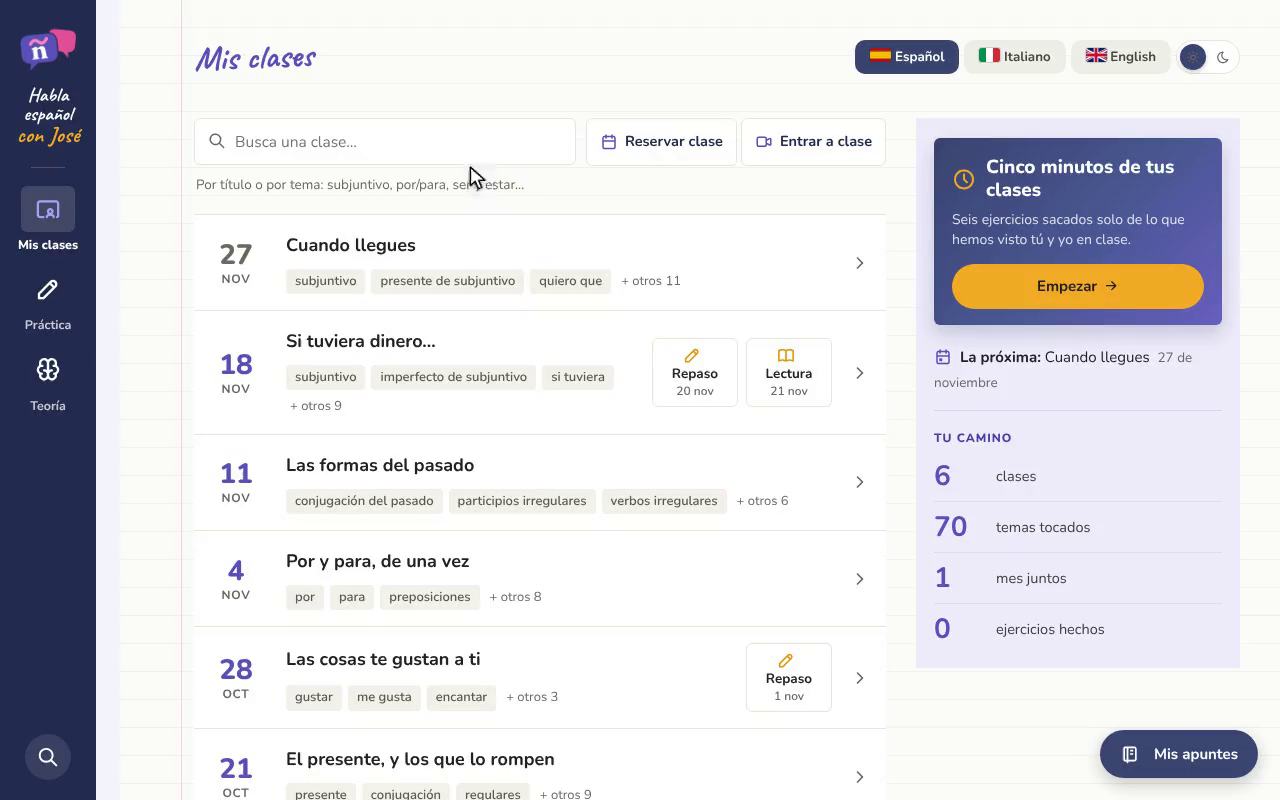 ñ
Habla
español
con José
Mis clases
Práctica
Teoría
Mis clases
Español
Italiano
English
Busca una clase...
Reservar clase
Entrar a clase
Por título o por tema: subjuntivo, por/para, ser/estar...
27
NOV
Cuando llegues
subjuntivo
presente de subjuntivo
quiero que
+ otros 11
18
NOV
Si tuviera dinero...
subjuntivo
imperfecto de subjuntivo
si tuviera
+ otros 9
Repaso
20 nov
Lectura
21 nov
11
NOV
Las formas del pasado
conjugación del pasado
participios irregulares
verbos irregulares
+ otros 6
4
NOV
Por y para, de una vez
por
para
preposiciones
+ otros 8
28
OCT
Las cosas te gustan a ti
gustar
me gusta
encantar
+ otros 3
Repaso
1 nov
21
OCT
El presente, y los que lo rompen
presente
conjugación
regulares
+ otros 9
Cinco minutos de tus
clases
Seis ejercicios sacados solo de lo que
hemos visto tú y yo en clase.
Empezar →
La próxima: Cuando llegues 27 de
noviembre
TU CAMINO
6 clases
70 temas tocados
1 mes juntos
0 ejercicios hechos
Mis apuntes